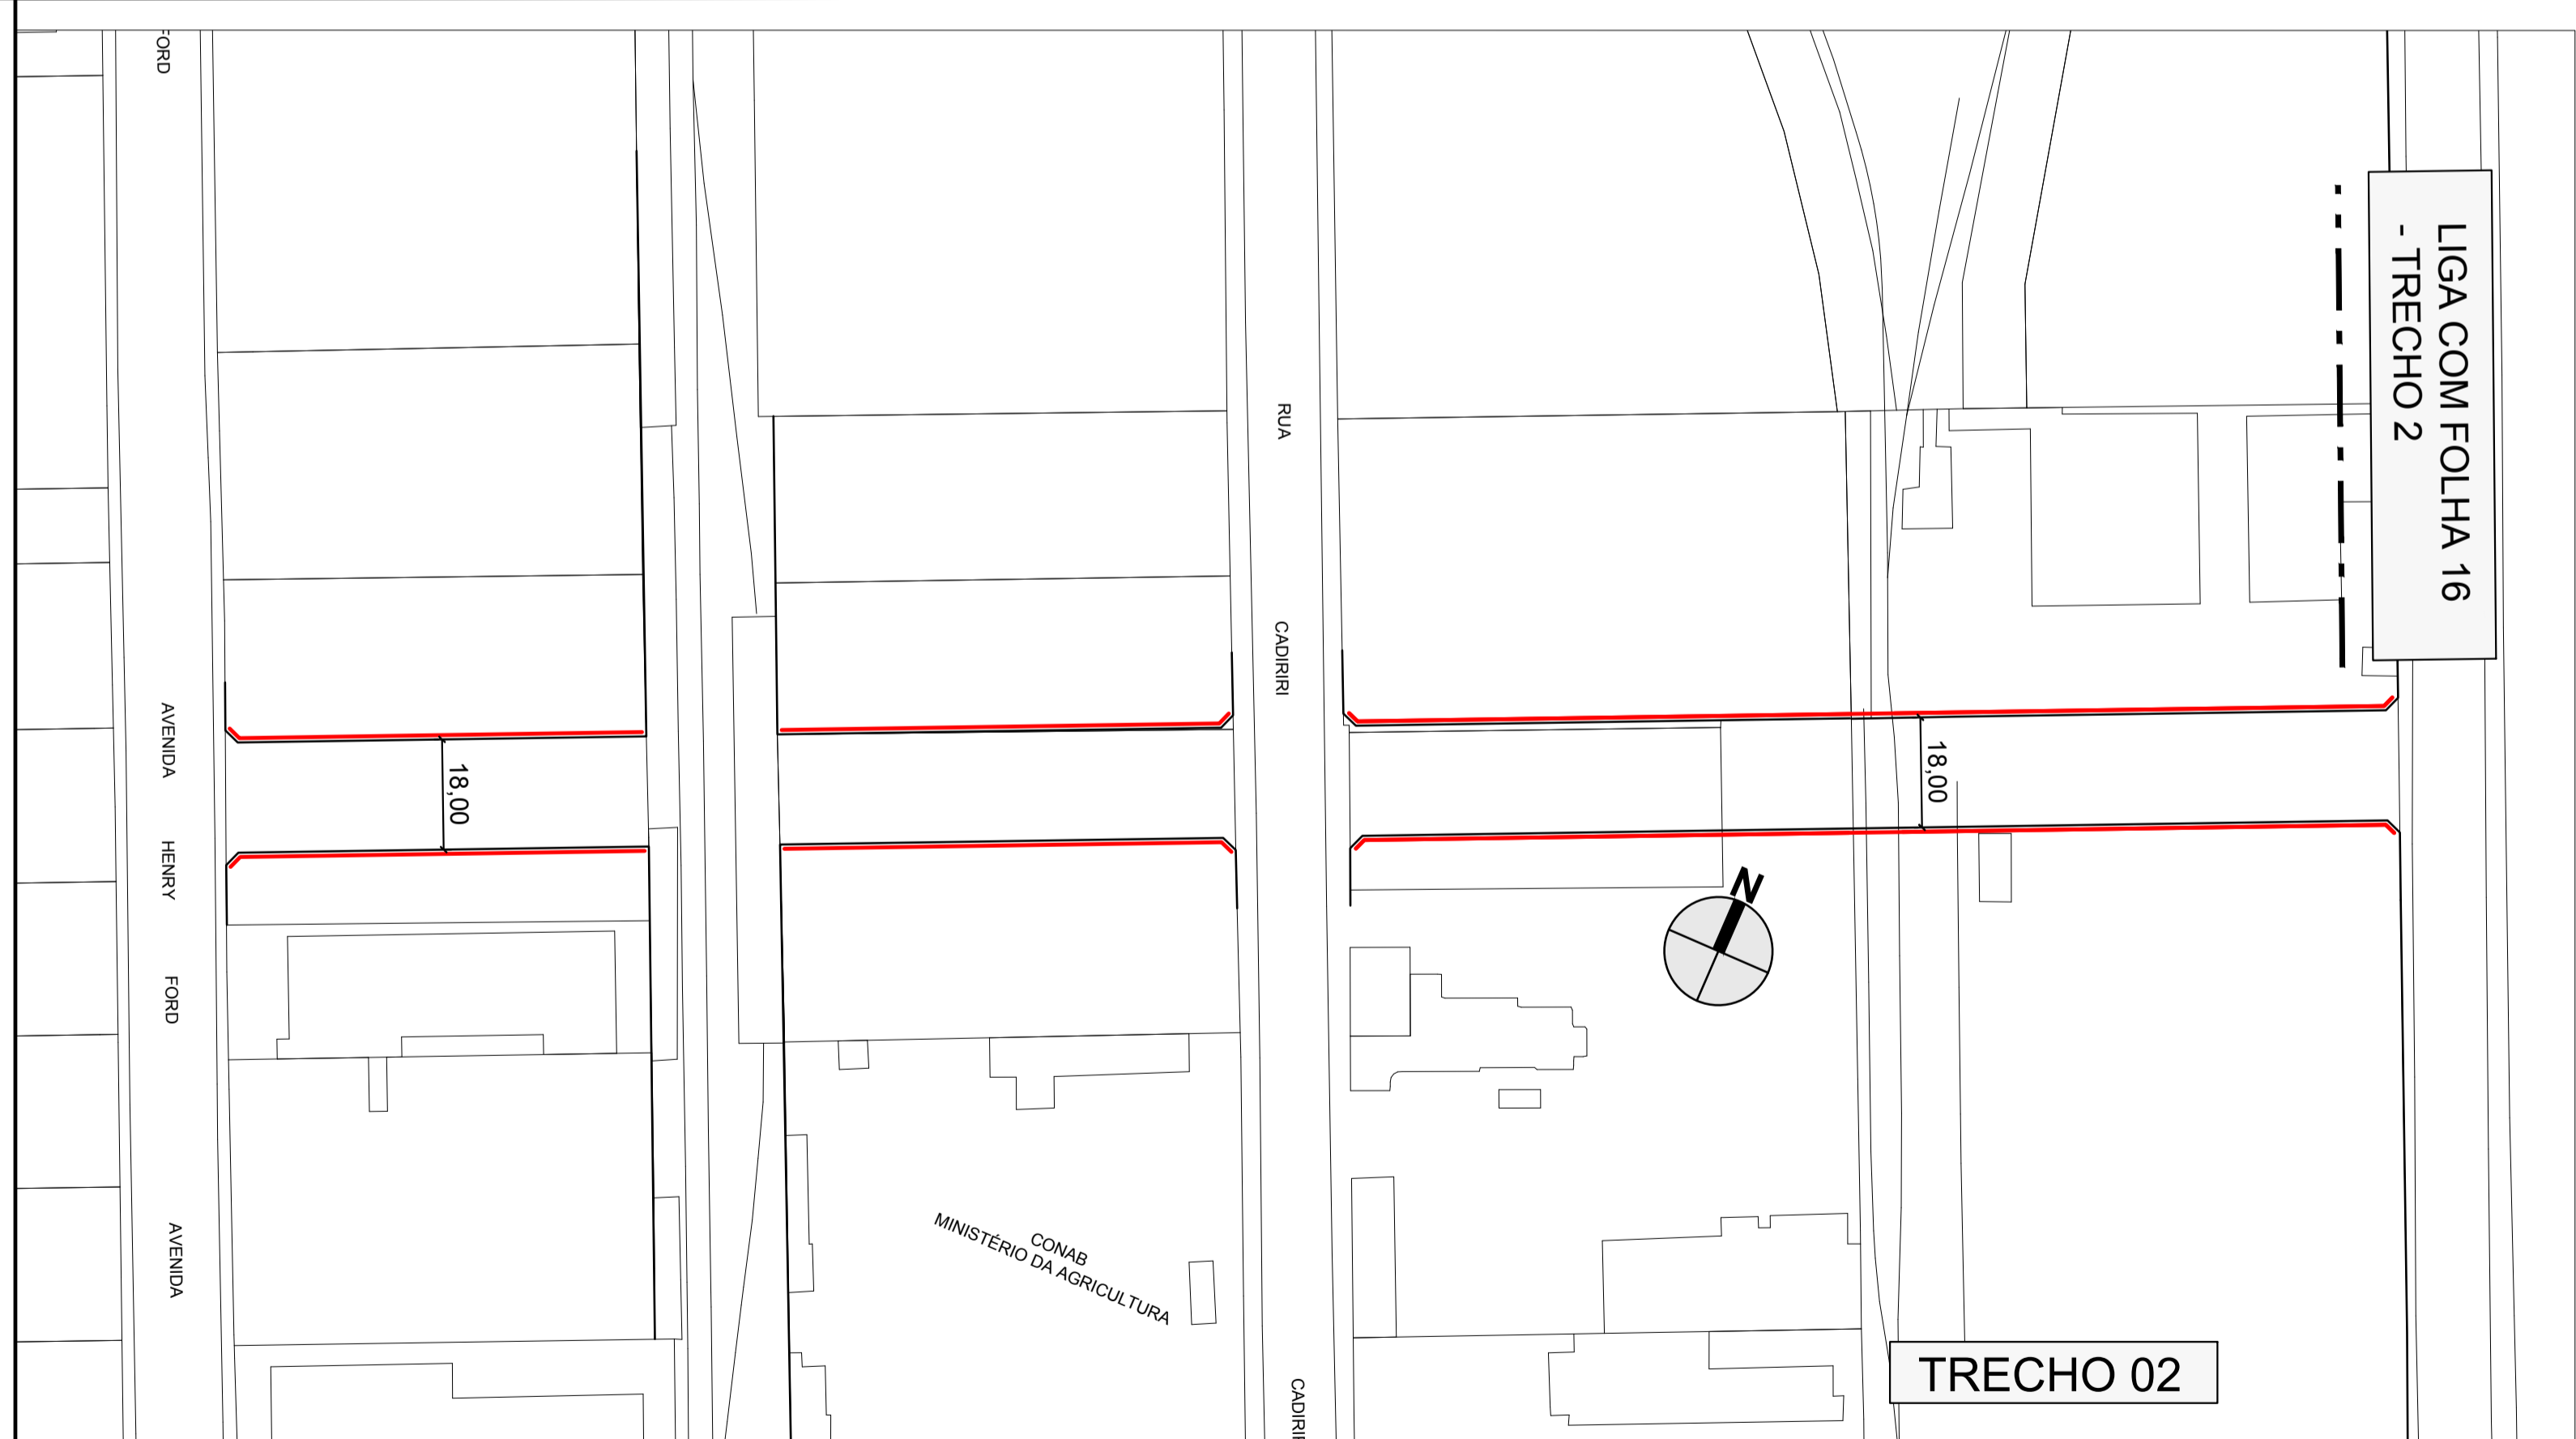 FORD
AVENIDA
HENRY
FORD
AVENIDA
18,00
RUA
CADIRIRI
18,00
LIGA COM FOLHA 16
- TRECHO 2
N
CONAB
MINISTÉRIO DA AGRICULTURA
TRECHO 02